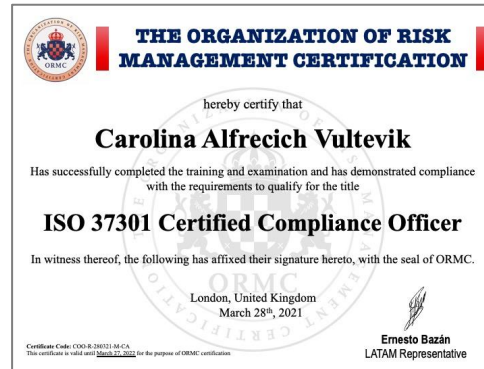 THE ORGANIZATION OF RISK
MANAGEMENT CERTIFICATION
ORMC
hereby certify that
Carolina Alfrecich Vultevik
Has successfully completed the training and examination and has demonstrated compliance
with the requirements to qualify for the title
ISO 37301 Certified Compliance Officer
In witness thereof, the following has affixed their signature hereto, with the seal of ORMC.
ORMC
London, United Kingdom
March 28th, 2021
Ernesto Bazán
LATAM Representative
Certificate Code: COO-R-280321-M-CA
This certificate is valid until March 27, 2022 for the purpose of ORMC certification